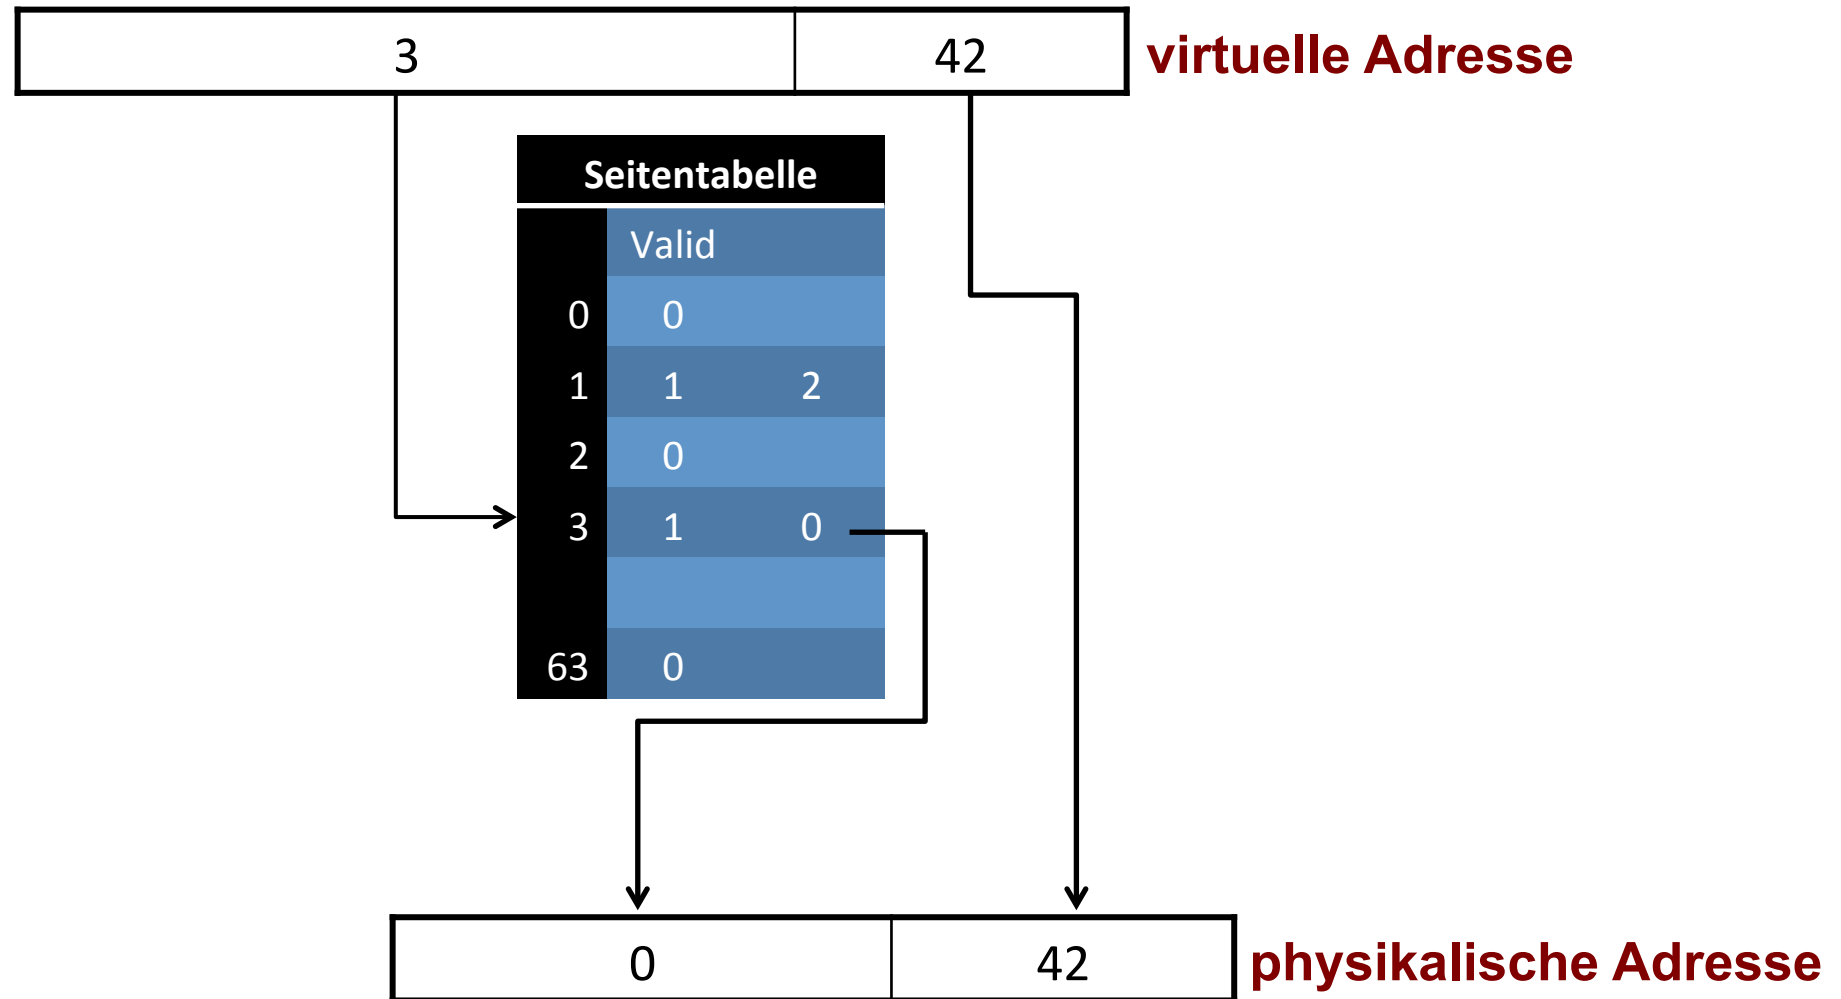 3 42 virtuelle Adresse
Seitentabelle
Valid
0 0
1 1 2
2 0
3 1 0
63 0
0 42 physikalische Adresse